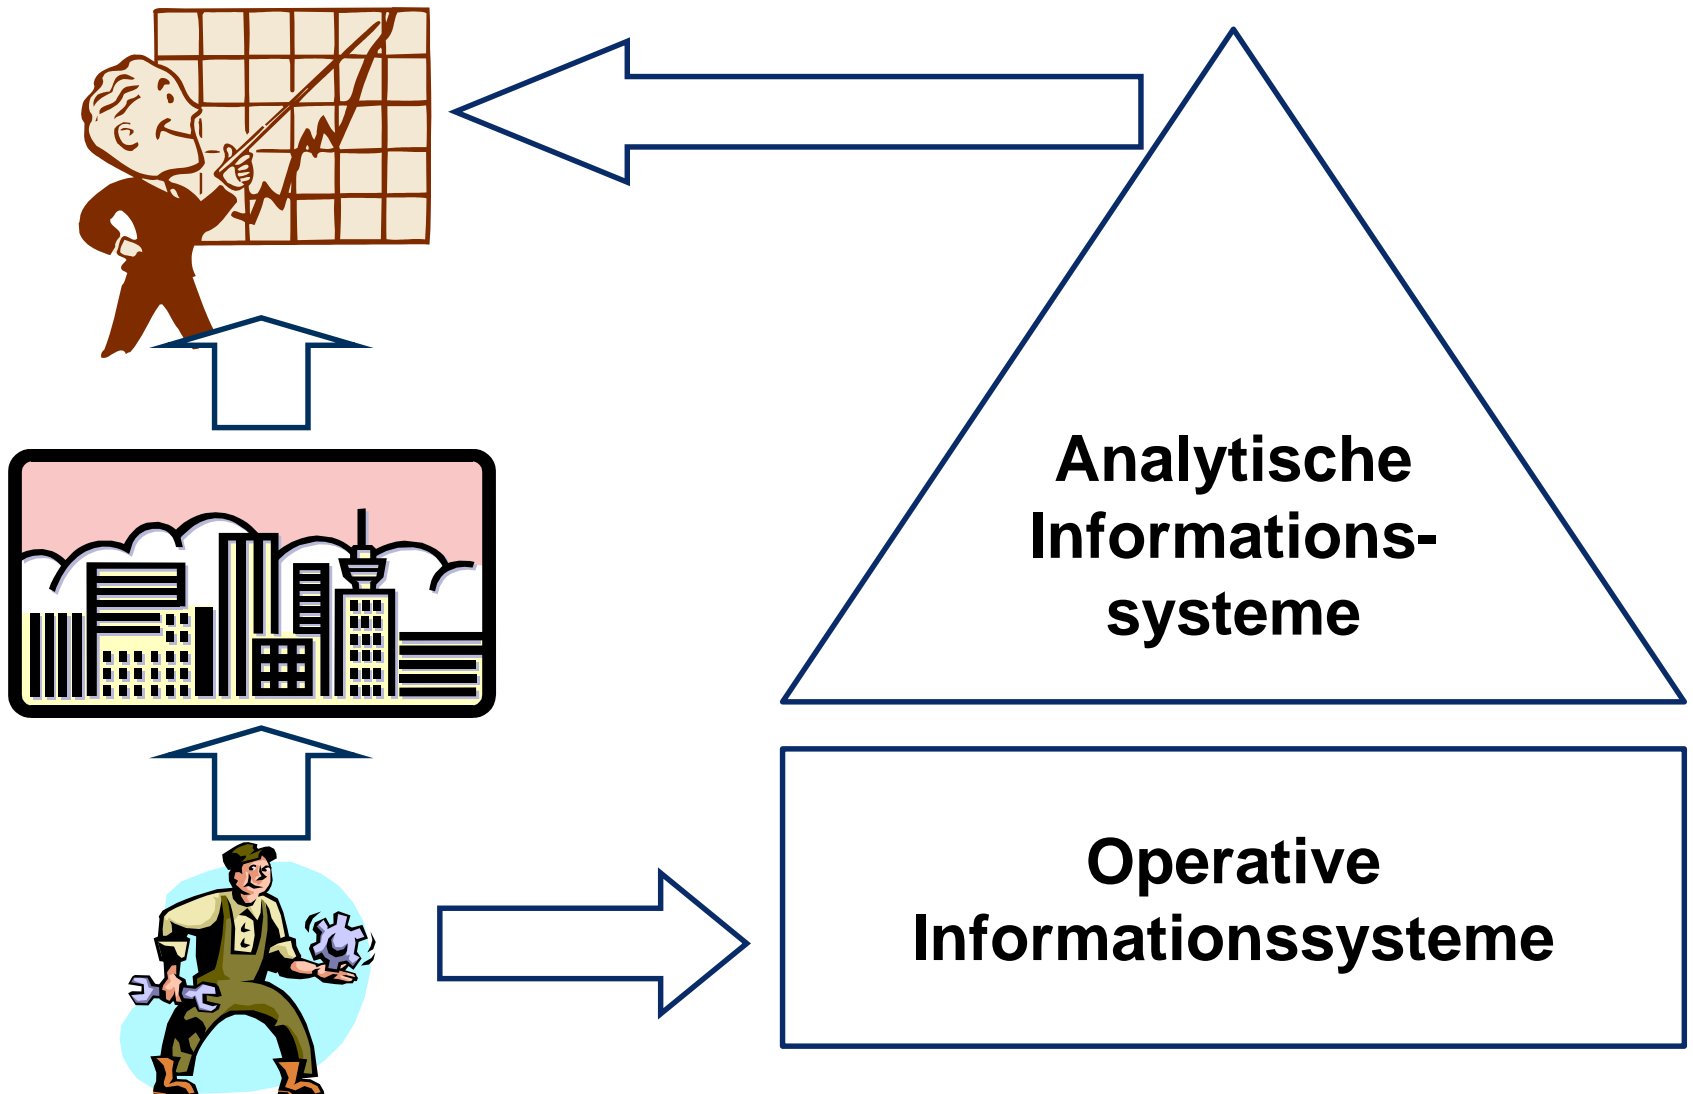 Analytische
Informations-
systeme
Operative
Informationssysteme